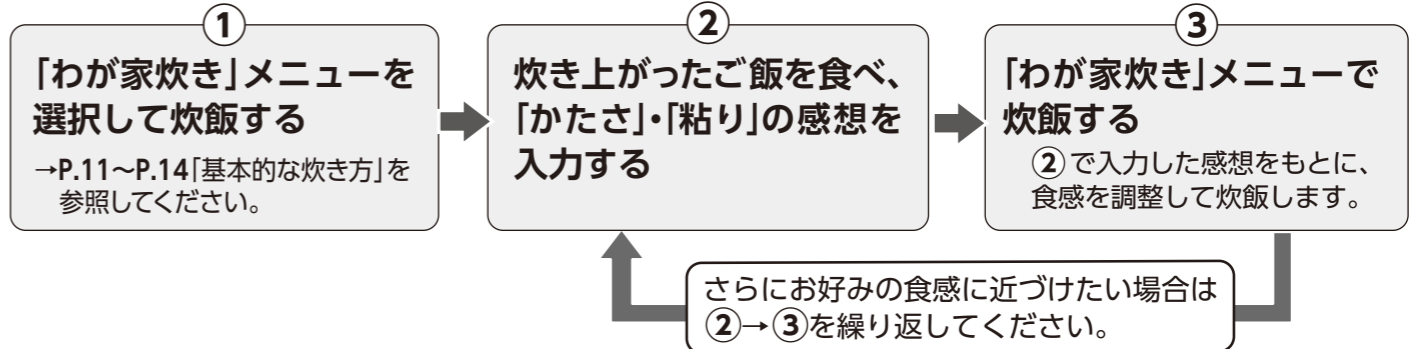 ①
「わが家炊き」メニューを
選択して炊飯する
→P.11〜P.14「基本的な炊き方」を
参照してください。
②
炊き上がったご飯を食べ、
「かたさ」・「粘り」の感想を
入力する
③
「わが家炊き」メニューで
炊飯する
②で入力した感想をもとに、
食感を調整して炊飯します。
さらにお好みの食感に近づけたい場合は
②→③を繰り返してください。